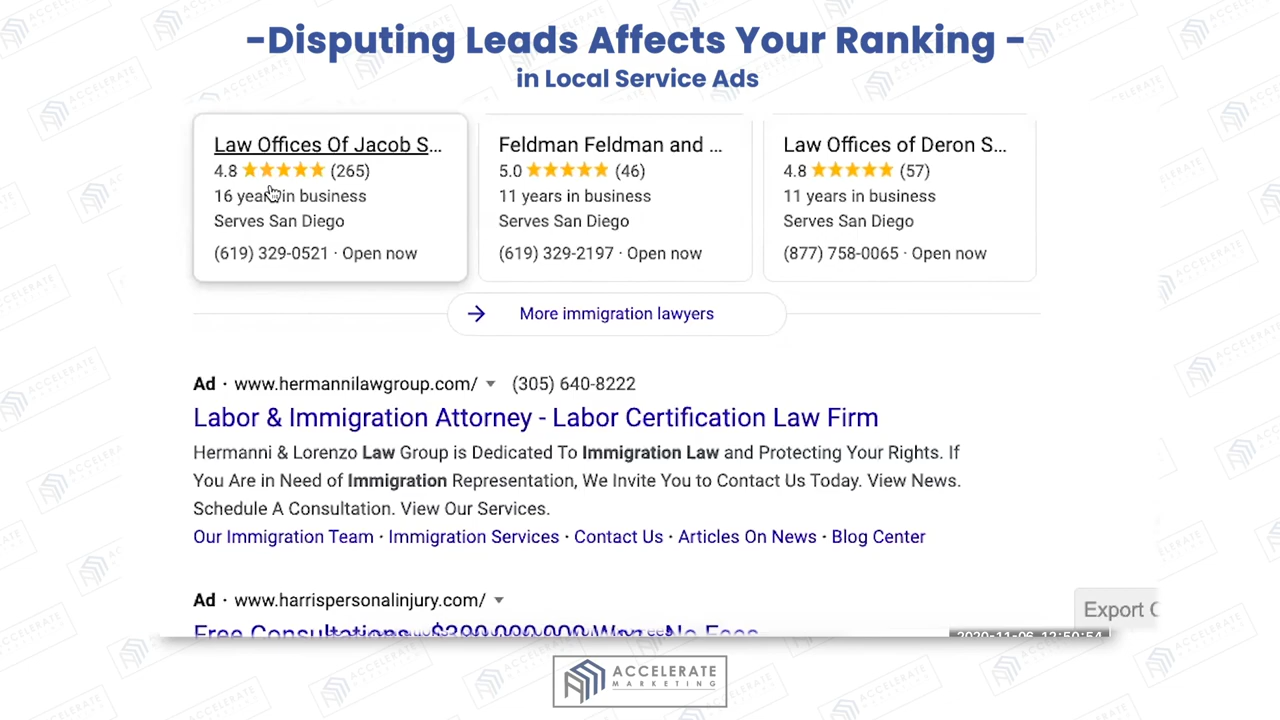 -Disputing Leads Affects Your Ranking -
in Local Service Ads
Law Offices Of Jacob S...
4.8 ★★★★★ (265)
16 years in business
Serves San Diego
(619) 329-0521 · Open now
Feldman Feldman and ...
5.0 ★★★★★ (46)
11 years in business
Serves San Diego
(619) 329-2197 · Open now
Law Offices of Deron S...
4.8 ★★★★★ (57)
11 years in business
Serves San Diego
(877) 758-0065 · Open now
→ More immigration lawyers
Ad · www.hermannilawgroup.com/ (305) 640-8222
Labor & Immigration Attorney - Labor Certification Law Firm
Hermanni & Lorenzo Law Group is Dedicated To Immigration Law and Protecting Your Rights. If
You Are in Need of Immigration Representation, We Invite You to Contact Us Today. View News.
Schedule A Consultation. View Our Services.
Our Immigration Team · Immigration Services · Contact Us · Articles On News · Blog Center
Ad · www.harrispersonalinjury.com/
Export
2020-11-06 12:50:54
ACCELERATE
MARKETING